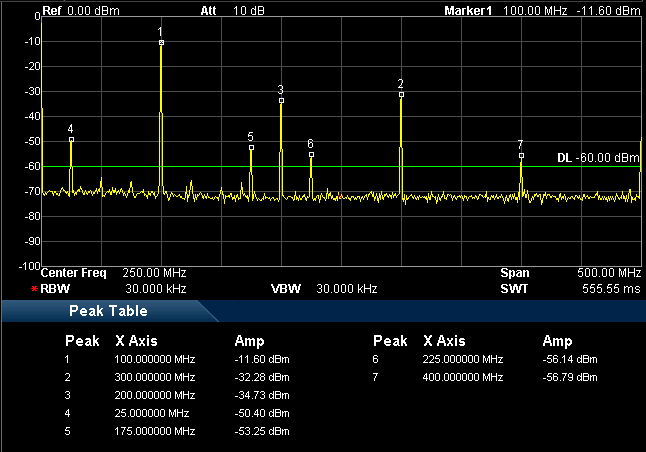 Ref 0.00 dBm Att 10 dB Marker1 100.00 MHz -11.60 dBm
0
-10
-20
-30
-40
-50
-60
-70
-80
-90
-100
1
2
3
4
5
6
7
DL -60.00 dBm
Center Freq 250.00 MHz Span 500.00 MHz
* RBW 30.000 kHz VBW 30.000 kHz SWT 555.55 ms
Peak Table
Peak X Axis Amp Peak X Axis Amp
1 100.000000 MHz -11.60 dBm 6 225.000000 MHz -56.14 dBm
2 300.000000 MHz -32.28 dBm 7 400.000000 MHz -56.79 dBm
3 200.000000 MHz -34.73 dBm
4 25.000000 MHz -50.40 dBm
5 175.000000 MHz -53.25 dBm